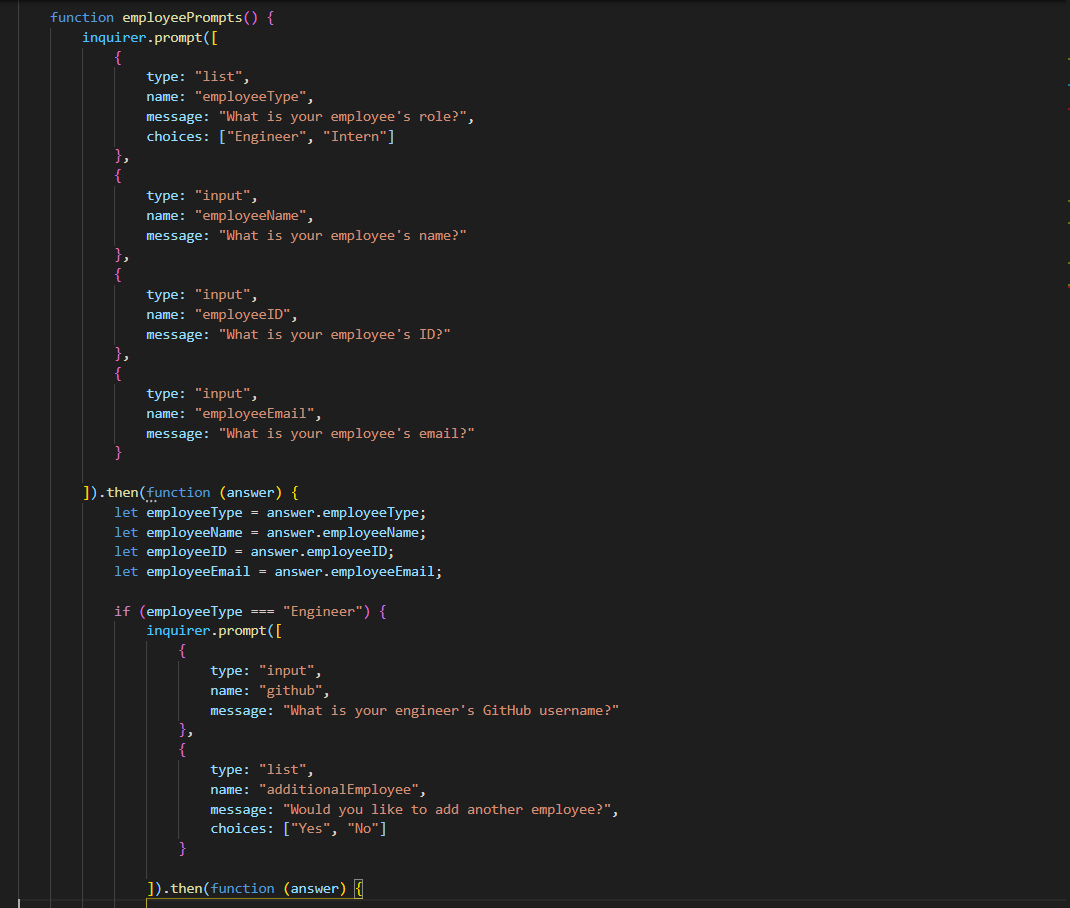 function employeePrompts() {
    inquirer.prompt([
        {
            type: "list",
            name: "employeeType",
            message: "What is your employee's role?",
            choices: ["Engineer", "Intern"]
        },
        {
            type: "input",
            name: "employeeName",
            message: "What is your employee's name?"
        },
        {
            type: "input",
            name: "employeeID",
            message: "What is your employee's ID?"
        },
        {
            type: "input",
            name: "employeeEmail",
            message: "What is your employee's email?"
        }
    ]).then(function (answer) {
        let employeeType = answer.employeeType;
        let employeeName = answer.employeeName;
        let employeeID = answer.employeeID;
        let employeeEmail = answer.employeeEmail;
        if (employeeType === "Engineer") {
            inquirer.prompt([
                {
                    type: "input",
                    name: "github",
                    message: "What is your engineer's GitHub username?"
                },
                {
                    type: "list",
                    name: "additionalEmployee",
                    message: "Would you like to add another employee?",
                    choices: ["Yes", "No"]
                }
            ]).then(function (answer) {